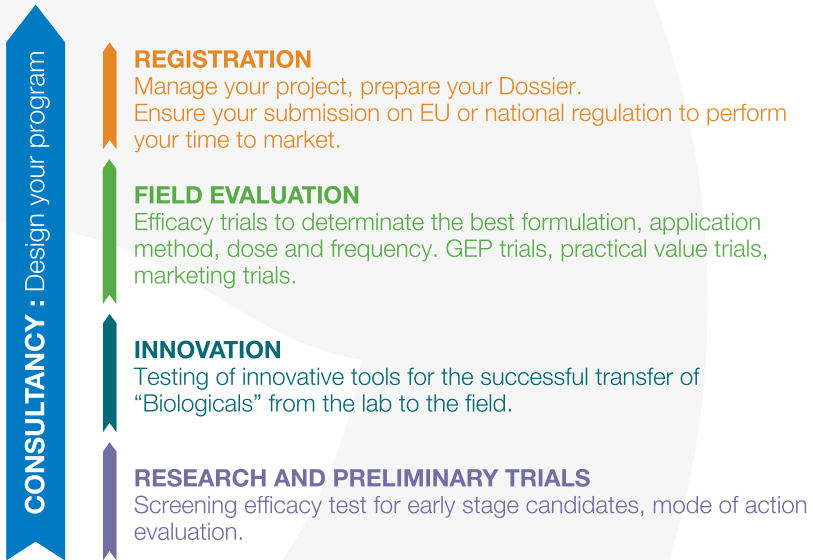 CONSULTANCY : Design your program
REGISTRATION
Manage your project, prepare your Dossier.
Ensure your submission on EU or national regulation to perform
your time to market.
FIELD EVALUATION
Efficacy trials to determinate the best formulation, application
method, dose and frequency. GEP trials, practical value trials,
marketing trials.
INNOVATION
Testing of innovative tools for the successful transfer of
“Biologicals” from the lab to the field.
RESEARCH AND PRELIMINARY TRIALS
Screening efficacy test for early stage candidates, mode of action
evaluation.